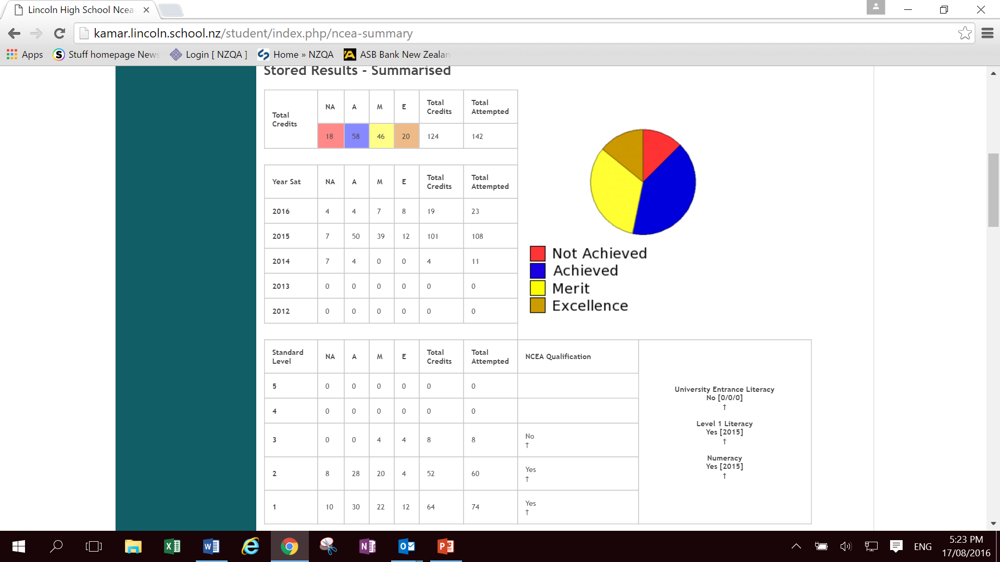 Lincoln High School Ncea
kamar.lincoln.school.nz/student/index.php/ncea-summary
Apps Stuff homepage News Login [ NZQA ] Home » NZQA ASB Bank New Zealan
Stored Results - Summarised
Total Credits NA A M E Total Credits Total Attempted
18 58 46 20 124 142
Year Sat NA A M E Total Credits Total Attempted
2016 4 4 7 8 19 23
2015 7 50 39 12 101 108
2014 7 4 0 0 4 11
2013 0 0 0 0 0 0
2012 0 0 0 0 0 0
Not Achieved
Achieved
Merit
Excellence
Standard Level NA A M E Total Credits Total Attempted NCEA Qualification
5 0 0 0 0 0 0
4 0 0 0 0 0 0
3 0 0 4 4 8 8 No †
2 8 28 20 4 52 60 Yes †
1 10 30 22 12 64 74 Yes †
University Entrance Literacy
No [0/0/0]
†
Level 1 Literacy
Yes [2015]
†
Numeracy
Yes [2015]
†
ENG
5:23 PM
17/08/2016